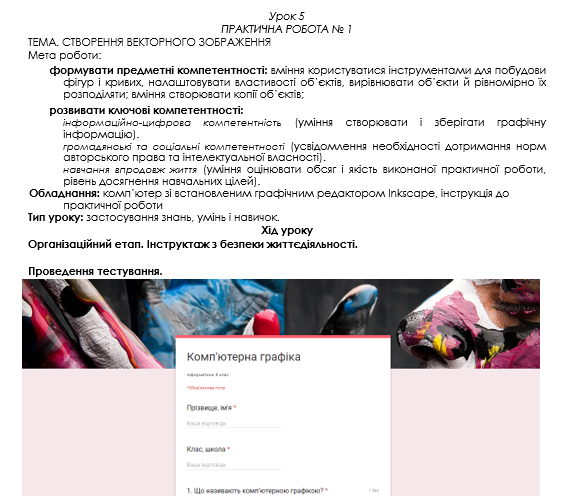 Урок 5
ПРАКТИЧНА РОБОТА № 1
ТЕМА. СТВОРЕННЯ ВЕКТОРНОГО ЗОБРАЖЕННЯ
Мета роботи:
формувати предметні компетентності: вміння користуватися інструментами для побудови
фігур і кривих, налаштовувати властивості об’єктів, вирівнювати об’єкти й рівномірно їх
розподіляти; вміння створювати копії об’єктів;
розвивати ключові компетентності:
інформаційно-цифрова компетентність (уміння створювати і зберігати графічну
інформацію).
громадянські та соціальні компетентності (усвідомлення необхідності дотримання норм
авторського права та інтелектуальної власності).
навчання впродовж життя (уміння оцінювати обсяг і якість виконаної практичної роботи,
рівень досягнення навчальних цілей).
Обладнання: комп’ютер зі встановленим графічним редактором Inkscape, інструкція до
практичної роботи
Тип уроку: застосування знань, умінь і навичок.
Хід уроку
Організаційний етап. Інструктаж з безпеки життєдіяльності.
Проведення тестування.
Комп'ютерна графіка
Інформатика. 6 клас
*Обов'язкове поле
Прізвище, ім'я *
Ваша відповідь
Клас, школа *
Ваша відповідь
1. Що називають комп'ютерною графікою? *
1 бал